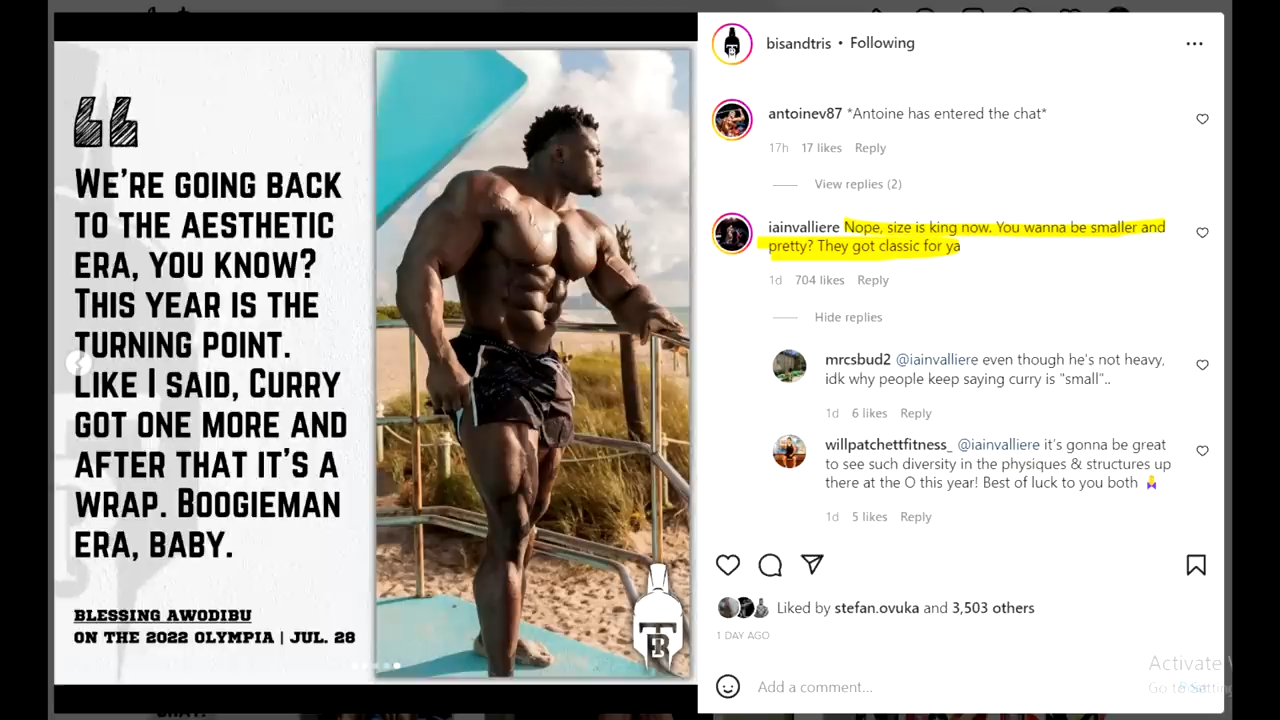 WE'RE GOING BACK
TO THE AESTHETIC
ERA, YOU KNOW?
THIS YEAR IS THE
TURNING POINT.
LIKE I SAID, CURRY
GOT ONE MORE AND
AFTER THAT IT'S A
WRAP. BOOGIEMAN
ERA, BABY.
BLESSING AWODIBU
ON THE 2022 OLYMPIA | JUL. 28
bisandtris • Following
antoinev87 *Antoine has entered the chat*
17h 17 likes Reply
View replies (2)
iainvalliere Nope, size is king now. You wanna be smaller and
pretty? They got classic for ya
1d 704 likes Reply
Hide replies
mrcsbud2 @iainvalliere even though he's not heavy,
idk why people keep saying curry is "small"..
1d 6 likes Reply
willpatchettfitness_ @iainvalliere it's gonna be great
to see such diversity in the physiques & structures up
there at the O this year! Best of luck to you both
1d 5 likes Reply
Liked by stefan.ovuka and 3,503 others
1 DAY AGO
Add a comment...
Activate
Go to